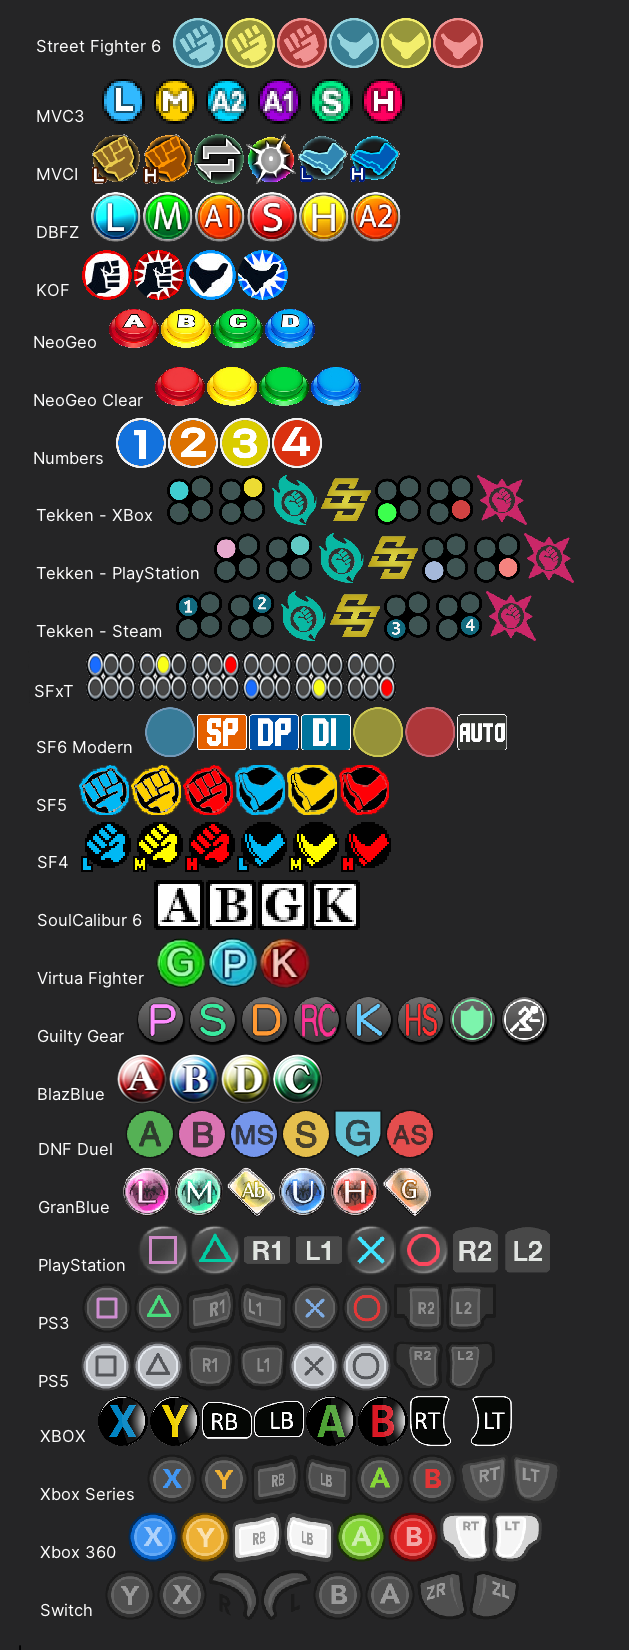 Street Fighter 6
MVC3 L M A2 A1 S H
MVCI L H L H
DBFZ L M A1 S H A2
KOF
NeoGeo A B C D
NeoGeo Clear
Numbers 1 2 3 4
Tekken - XBox
Tekken - PlayStation
Tekken - Steam 1 2 3 4
SFxT
SF6 Modern SP DP DI AUTO
SF5
SF4 L M H L M H
SoulCalibur 6 A B G K
Virtua Fighter G P K
Guilty Gear P S D RC K HS
BlazBlue A B D C
DNF Duel A B MS S G AS
GranBlue L M Ab U H G
PlayStation R1 L1 R2 L2
PS3 R1 L1 R2 L2
PS5 R1 L1 R2 L2
XBOX X Y RB LB A B RT LT
Xbox Series X Y RB LB A B RT LT
Xbox 360 X Y RB LB A B RT LT
Switch Y X R L B A ZR ZL